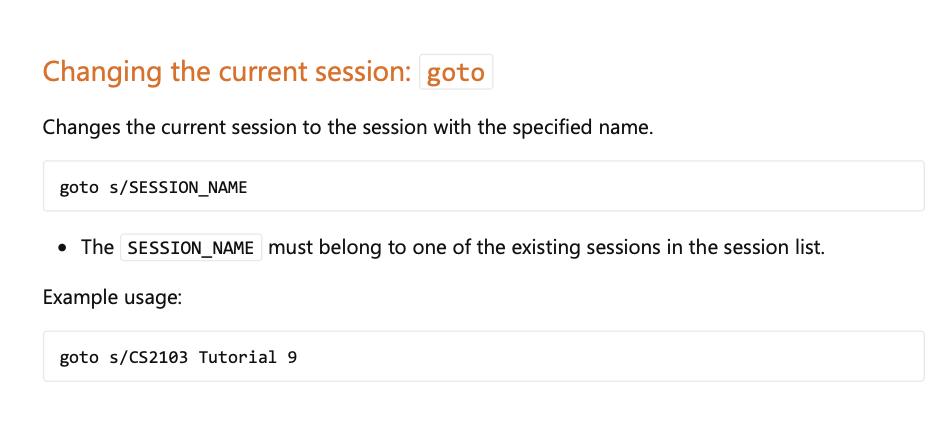 Changing the current session: goto
Changes the current session to the session with the specified name.
goto s/SESSION_NAME
• The SESSION_NAME must belong to one of the existing sessions in the session list.
Example usage:
goto s/CS2103 Tutorial 9